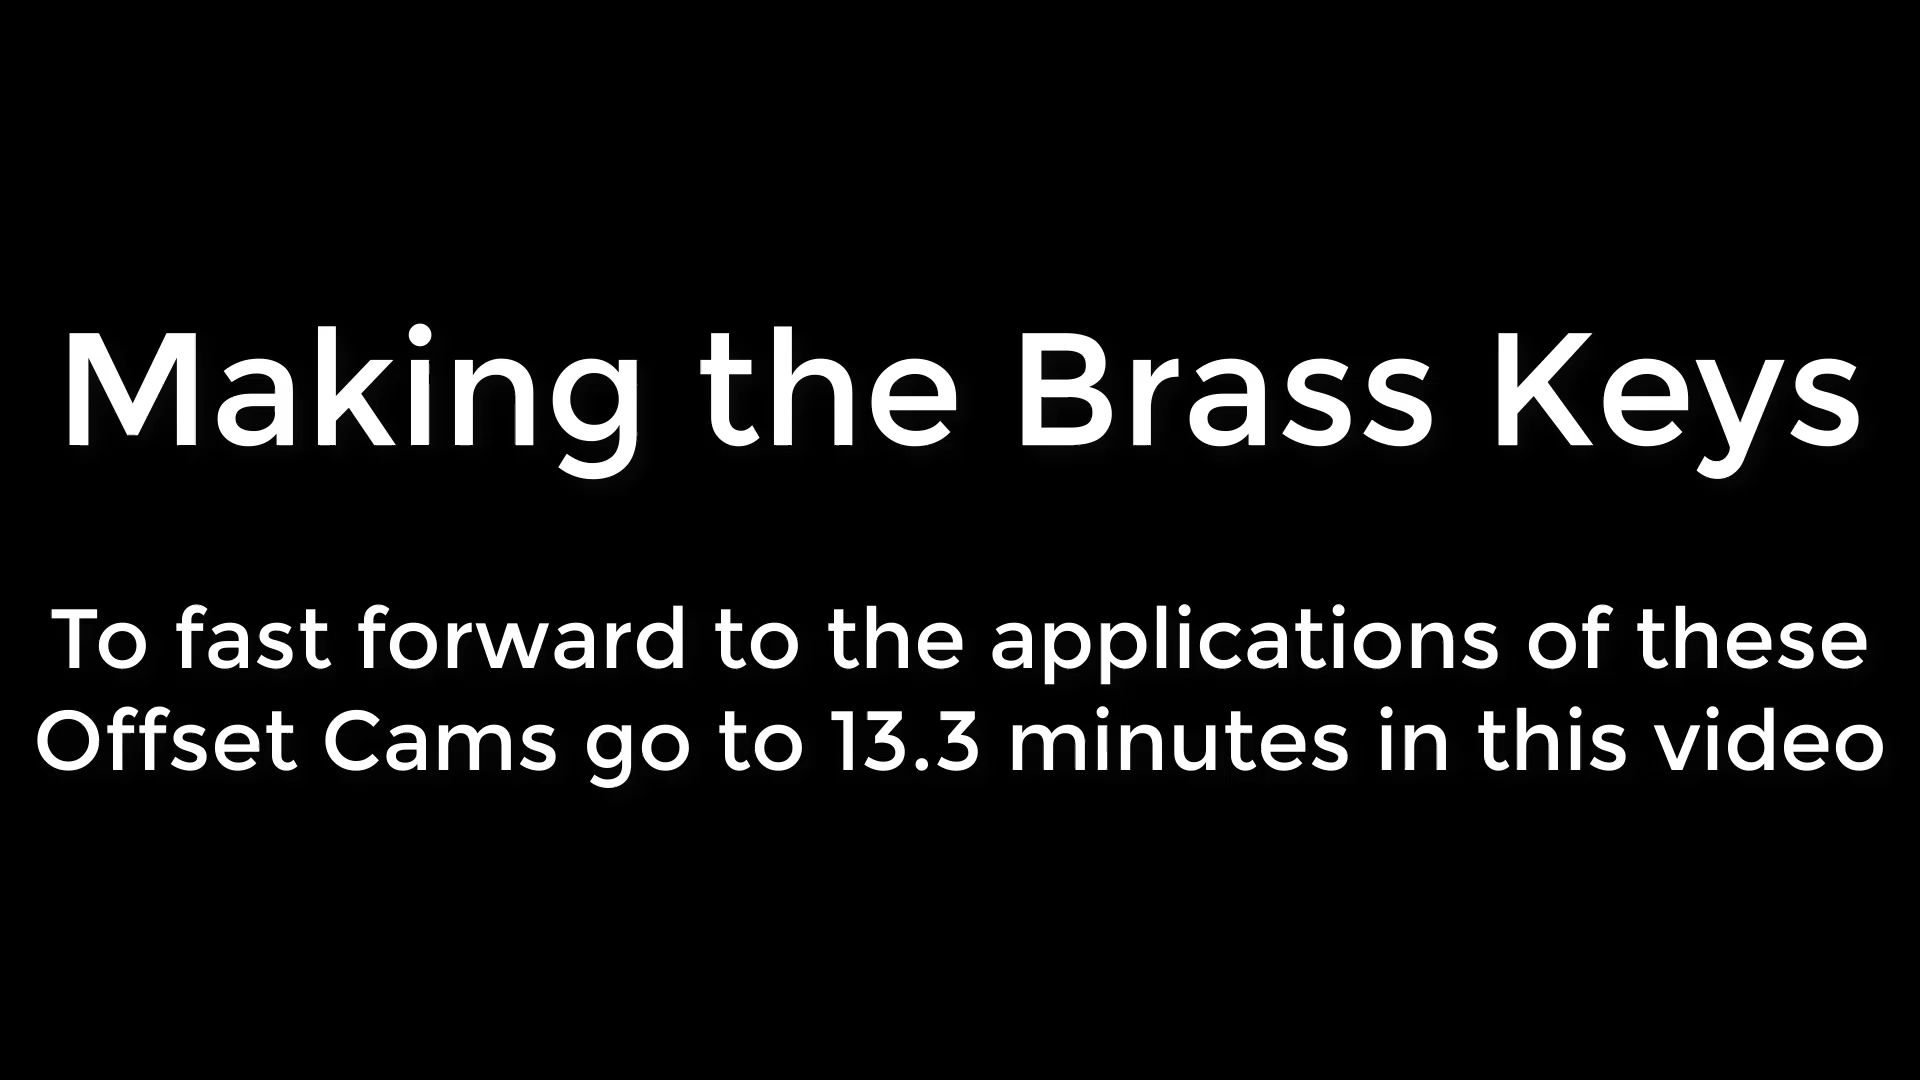 Making the Brass Keys
To fast forward to the applications of these
Offset Cams go to 13.3 minutes in this video